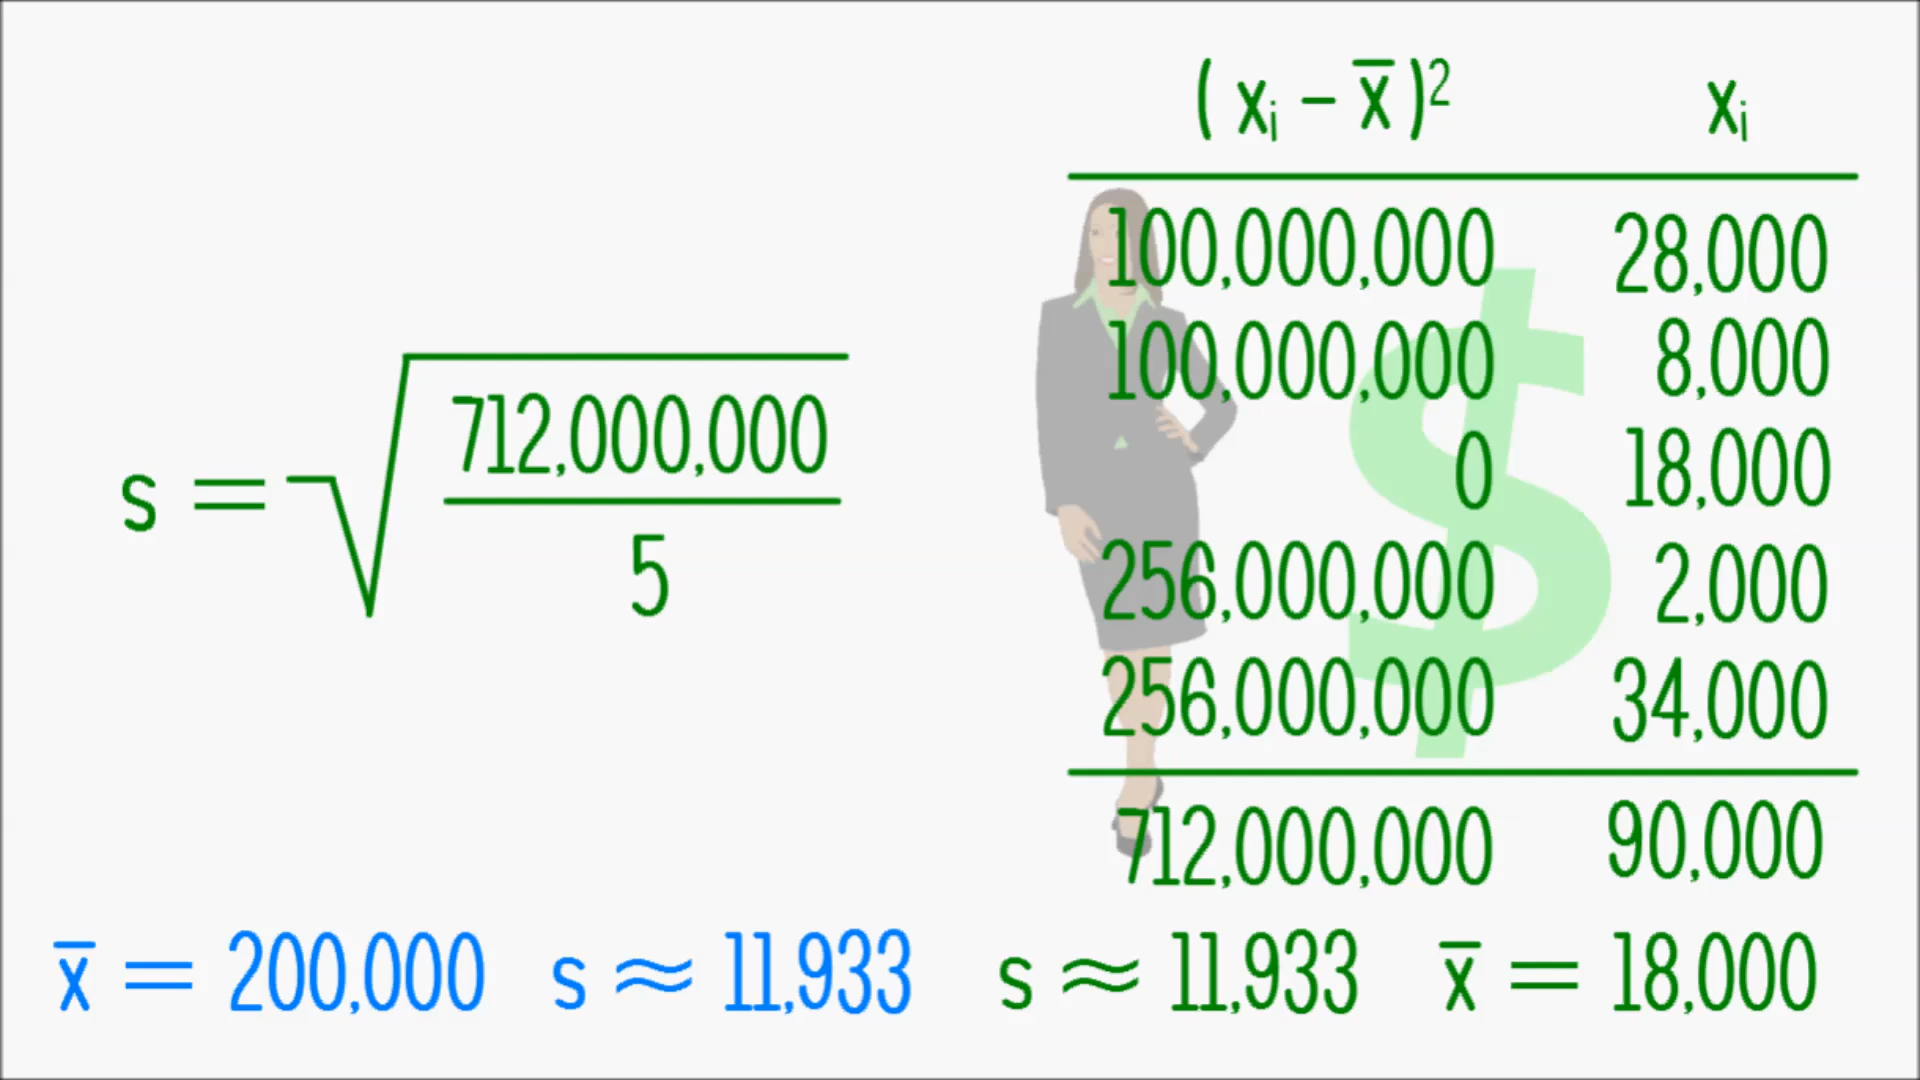 ( xᵢ − x̅ )² xᵢ
100,000,000 28,000
100,000,000 8,000
0 18,000
256,000,000 2,000
256,000,000 34,000
712,000,000 90,000
s = √(712,000,000 / 5)
x̅ = 200,000 s ≈ 11,933 s ≈ 11,933 x̅ = 18,000
$